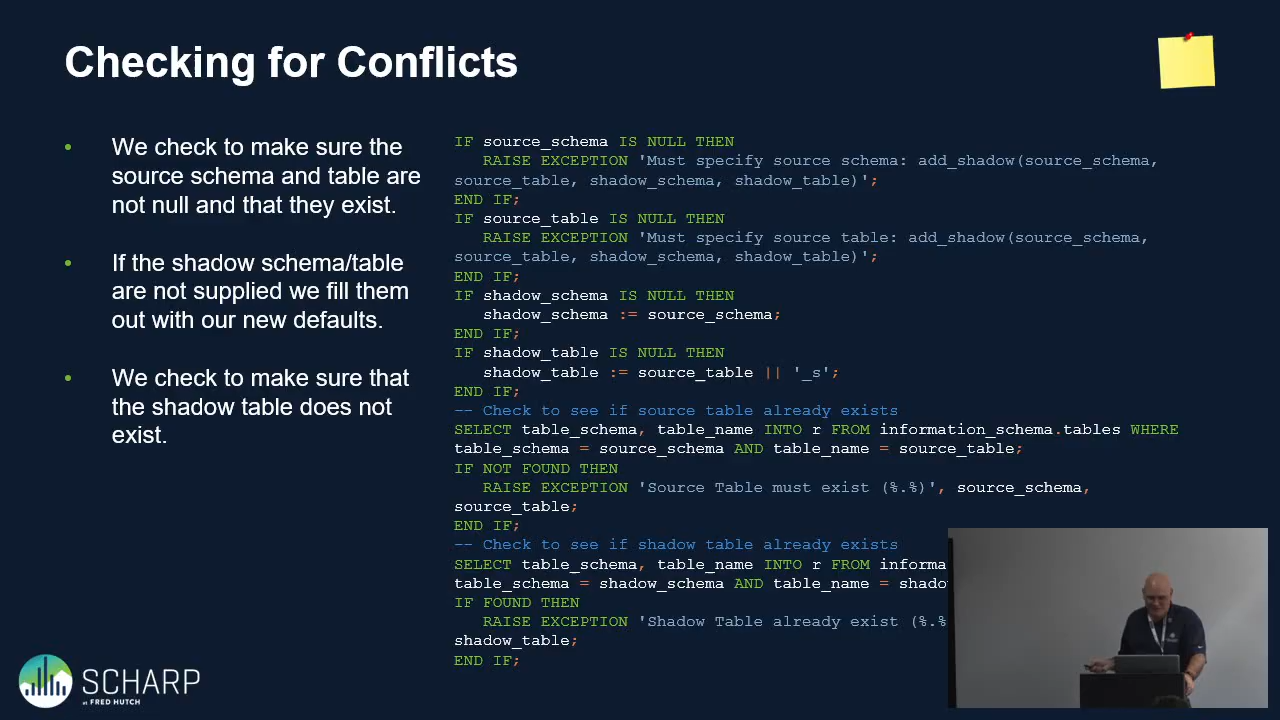 Checking for Conflicts
• We check to make sure the
source schema and table are
not null and that they exist.
• If the shadow schema/table
are not supplied we fill them
out with our new defaults.
• We check to make sure that
the shadow table does not
exist.
IF source_schema IS NULL THEN
RAISE EXCEPTION 'Must specify source schema: add_shadow(source_schema,
source_table, shadow_schema, shadow_table)';
END IF;
IF source_table IS NULL THEN
RAISE EXCEPTION 'Must specify source table: add_shadow(source_schema,
source_table, shadow_schema, shadow_table)';
END IF;
IF shadow_schema IS NULL THEN
shadow_schema := source_schema;
END IF;
IF shadow_table IS NULL THEN
shadow_table := source_table || '_s';
END IF;
-- Check to see if source table already exists
SELECT table_schema, table_name INTO r FROM information_schema.tables WHERE
table_schema = source_schema AND table_name = source_table;
IF NOT FOUND THEN
RAISE EXCEPTION 'Source Table must exist (%.%)', source_schema,
source_table;
END IF;
-- Check to see if shadow table already exists
SELECT table_schema, table_name INTO r FROM informa
table_schema = shadow_schema AND table_name = shado
IF FOUND THEN
RAISE EXCEPTION 'Shadow Table already exist (%.%
shadow_table;
END IF;
SCHARP
at FRED HUTCH